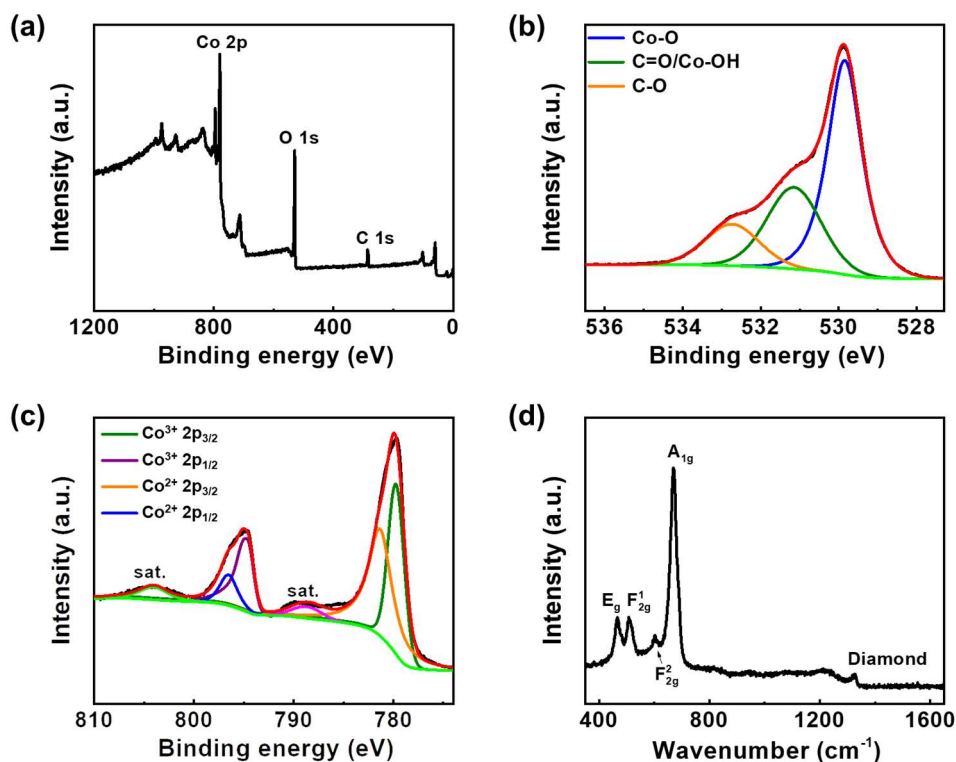 (a)
Co 2p
O 1s
C 1s
Intensity (a.u.)
1200 800 400 0
Binding energy (eV)
(b)
Co-O
C=O/Co-OH
C-O
Intensity (a.u.)
536 534 532 530 528
Binding energy (eV)
(c)
Co³⁺ 2p₃/₂
Co³⁺ 2p₁/₂
Co²⁺ 2p₃/₂
Co²⁺ 2p₁/₂
sat.
sat.
Intensity (a.u.)
810 800 790 780
Binding energy (eV)
(d)
A₁g
E_g F¹₂g
F²₂g
Diamond
Intensity (a.u.)
400 800 1200 1600
Wavenumber (cm⁻¹)